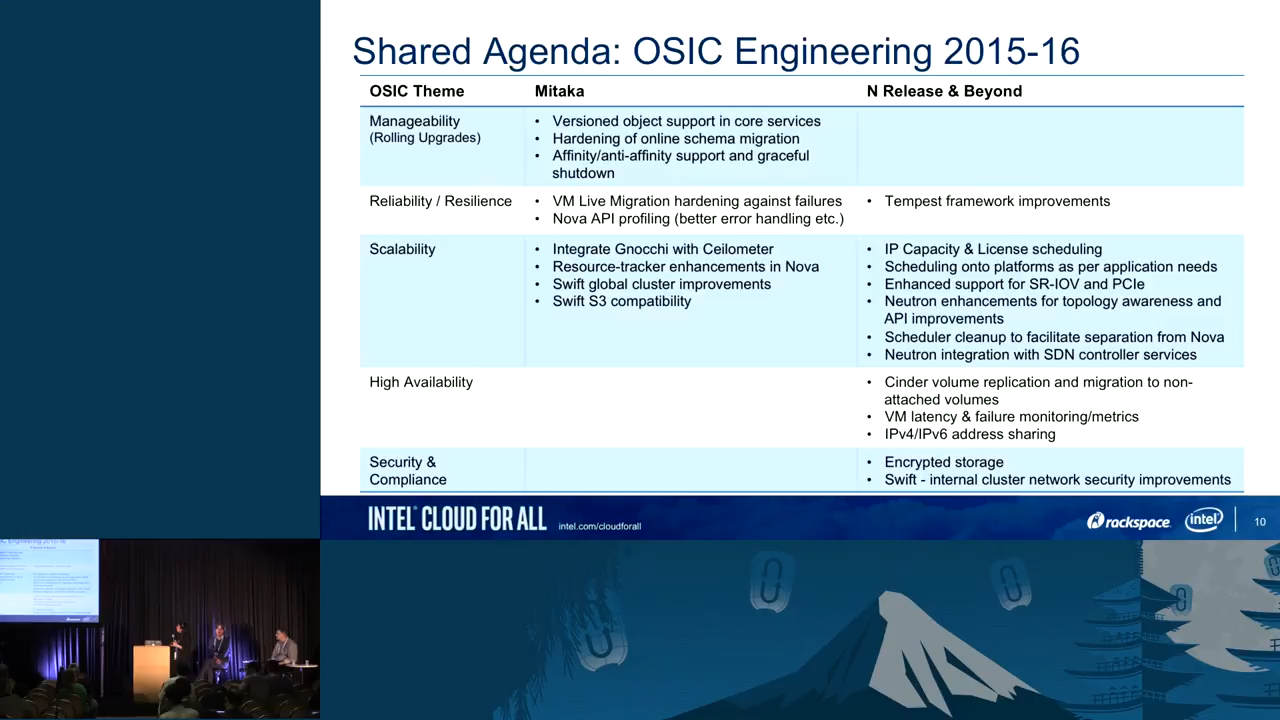 Shared Agenda: OSIC Engineering 2015-16
OSIC Theme Mitaka N Release & Beyond
Manageability
(Rolling Upgrades)
• Versioned object support in core services
• Hardening of online schema migration
• Affinity/anti-affinity support and graceful
shutdown
Reliability / Resilience
• VM Live Migration hardening against failures
• Nova API profiling (better error handling etc.)
• Tempest framework improvements
Scalability
• Integrate Gnocchi with Ceilometer
• Resource-tracker enhancements in Nova
• Swift global cluster improvements
• Swift S3 compatibility
• IP Capacity & License scheduling
• Scheduling onto platforms as per application needs
• Enhanced support for SR-IOV and PCIe
• Neutron enhancements for topology awareness and
API improvements
• Scheduler cleanup to facilitate separation from Nova
• Neutron integration with SDN controller services
High Availability
• Cinder volume replication and migration to non-
attached volumes
• VM latency & failure monitoring/metrics
• IPv4/IPv6 address sharing
Security &
Compliance
• Encrypted storage
• Swift - internal cluster network security improvements
INTEL® CLOUD FOR ALL intel.com/cloudforall
rackspace intel 10